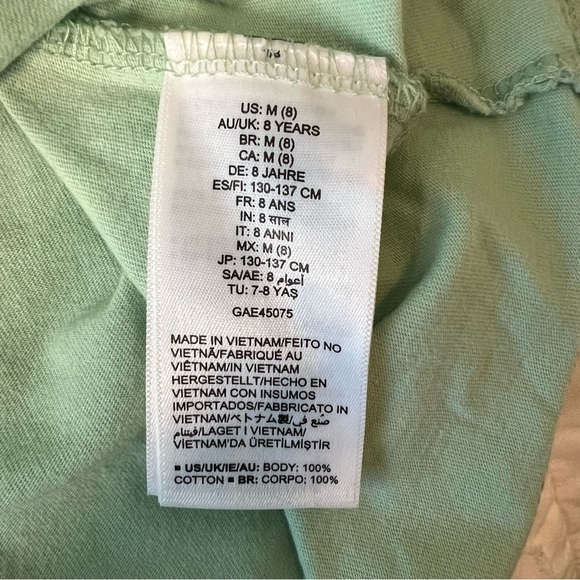 US: M (8)
AU/UK: 8 YEARS
BR: M (8)
CA: M (8)
DE: 8 JAHRE
ES/FI: 130-137 CM
FR: 8 ANS
IN: 8 साल
IT: 8 ANNI
MX: M (8)
JP: 130-137 CM
SA/AE: 8 أعوام
TU: 7-8 YAŞ
GAE45075
MADE IN VIETNAM/FEITO NO
VIETNÃ/FABRIQUÉ AU
VIÊTNAM/IN VIETNAM
HERGESTELLT/HECHO EN
VIETNAM CON INSUMOS
IMPORTADOS/FABBRICATO IN
VIETNAM/ベトナム製/صُنع في
فيتنام/LAGET I VIETNAM/
VIETNAM'DA ÜRETİLMİŞTİR
■ US/UK/IE/AU: BODY: 100%
COTTON ■ BR: CORPO: 100%